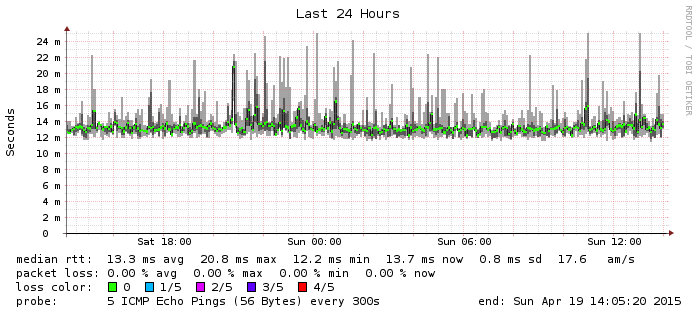 Last 24 Hours
RRDTOOL / TOBI OETIKER
Seconds
24 m
22 m
20 m
18 m
16 m
14 m
12 m
10 m
8 m
6 m
4 m
2 m
0
Sat 18:00 Sun 00:00 Sun 06:00 Sun 12:00
median rtt: 13.3 ms avg 20.8 ms max 12.2 ms min 13.7 ms now 0.8 ms sd 17.6 am/s
packet loss: 0.00 % avg 0.00 % max 0.00 % min 0.00 % now
loss color: 0 1/5 2/5 3/5 4/5
probe: 5 ICMP Echo Pings (56 Bytes) every 300s end: Sun Apr 19 14:05:20 2015